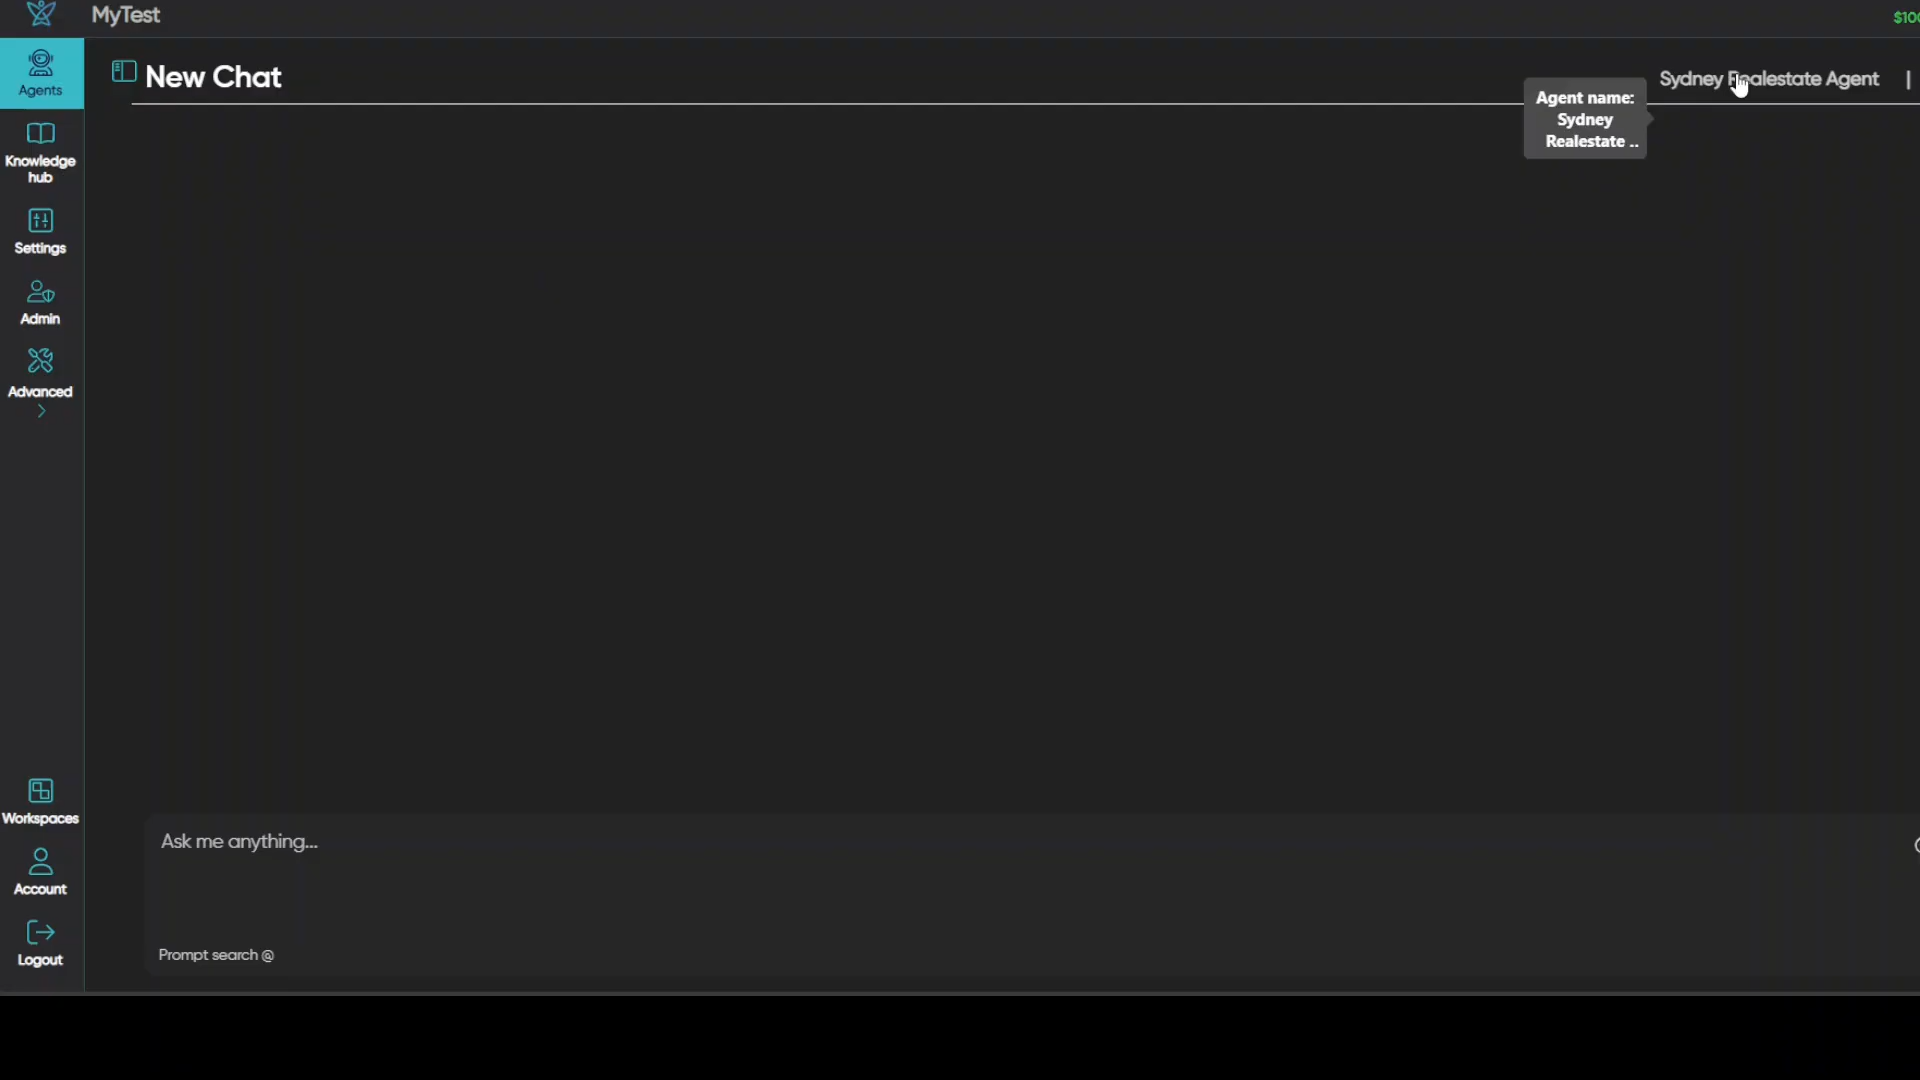 MyTest
$100
Agents
New Chat
Sydney Realestate Agent |
Agent name:
Sydney
Realestate ..
Knowledge
hub
Settings
Admin
Advanced
Workspaces
Ask me anything...
Account
Prompt search @
Logout